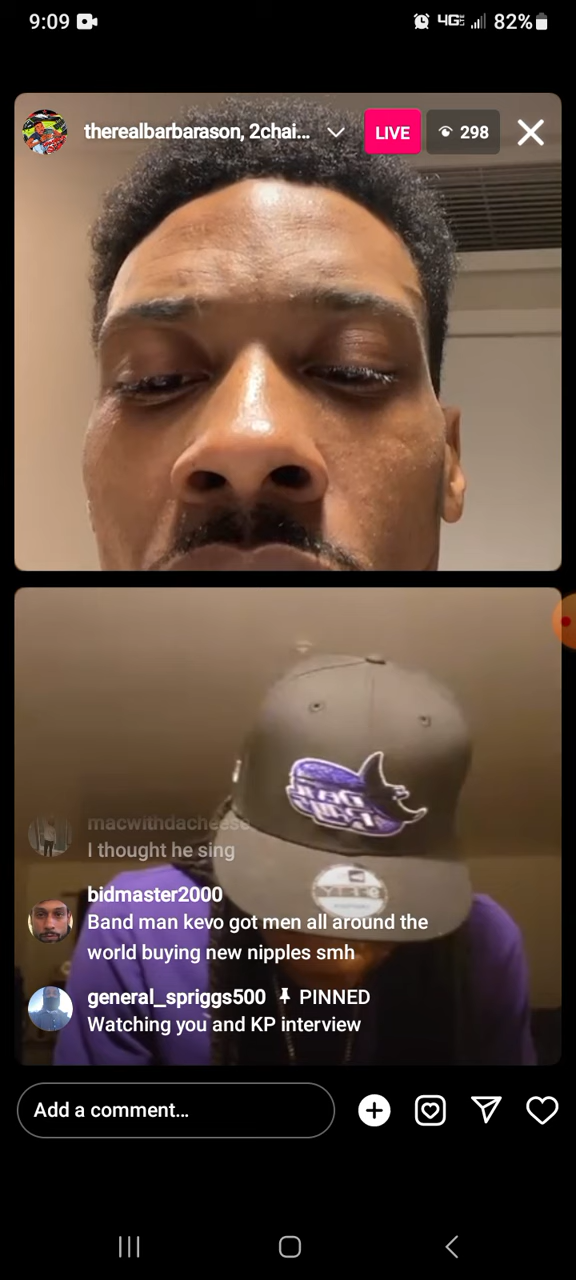 9:09
4GE 82%
therealbarbarason, 2chai...
LIVE
298
macwithdacheese
I thought he sing
bidmaster2000
Band man kevo got men all around the
world buying new nipples smh
general_spriggs500 PINNED
Watching you and KP interview
Add a comment...